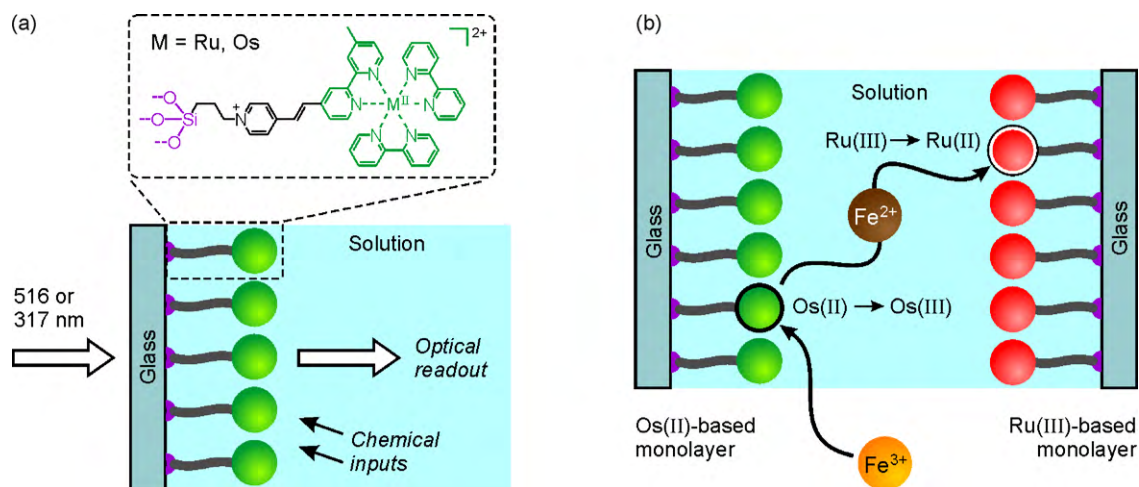 (a)
M = Ru, Os
2+
N
N
N
N
M^II
N
N
N
+
O
O
O
Si
516 or
317 nm
Glass
Solution
Optical
readout
Chemical
inputs
(b)
Glass
Solution
Ru(III) → Ru(II)
Fe2+
Os(II) → Os(III)
Glass
Os(II)-based
monolayer
Fe3+
Ru(III)-based
monolayer